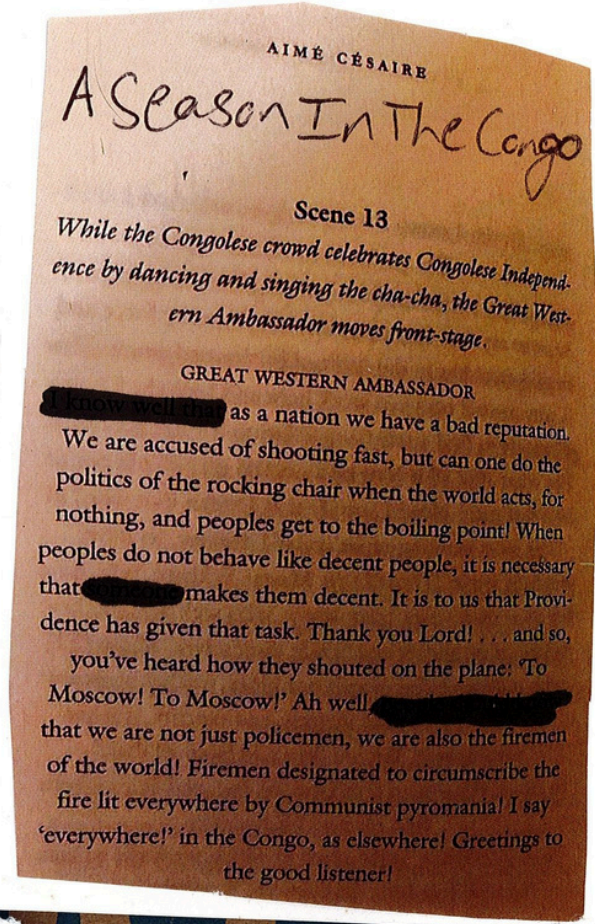 AIMÉ CÉSAIRE
A Season In The Congo
Scene 13
While the Congolese crowd celebrates Congolese Independ-
ence by dancing and singing the cha-cha, the Great West-
ern Ambassador moves front-stage.
GREAT WESTERN AMBASSADOR
I know well that as a nation we have a bad reputation.
We are accused of shooting fast, but can one do the
politics of the rocking chair when the world acts, for
nothing, and peoples get to the boiling point! When
peoples do not behave like decent people, it is necessary
that someone makes them decent. It is to us that Provi-
dence has given that task. Thank you Lord! . . . and so,
you've heard how they shouted on the plane: 'To
Moscow! To Moscow!' Ah well,
that we are not just policemen, we are also the firemen
of the world! Firemen designated to circumscribe the
fire lit everywhere by Communist pyromania! I say
'everywhere!' in the Congo, as elsewhere! Greetings to
the good listener!